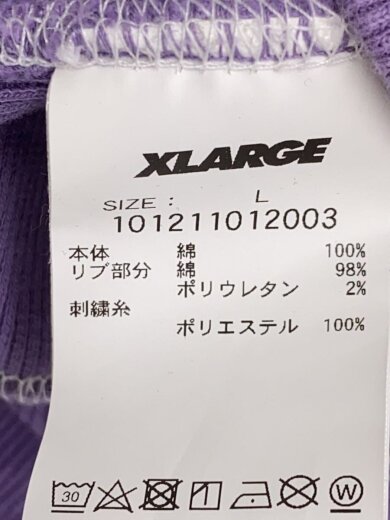 XLARGE
SIZE : L
101211012003
本体 綿 100%
リブ部分 綿 98%
ポリウレタン 2%
刺繍糸
ポリエステル 100%
30 W